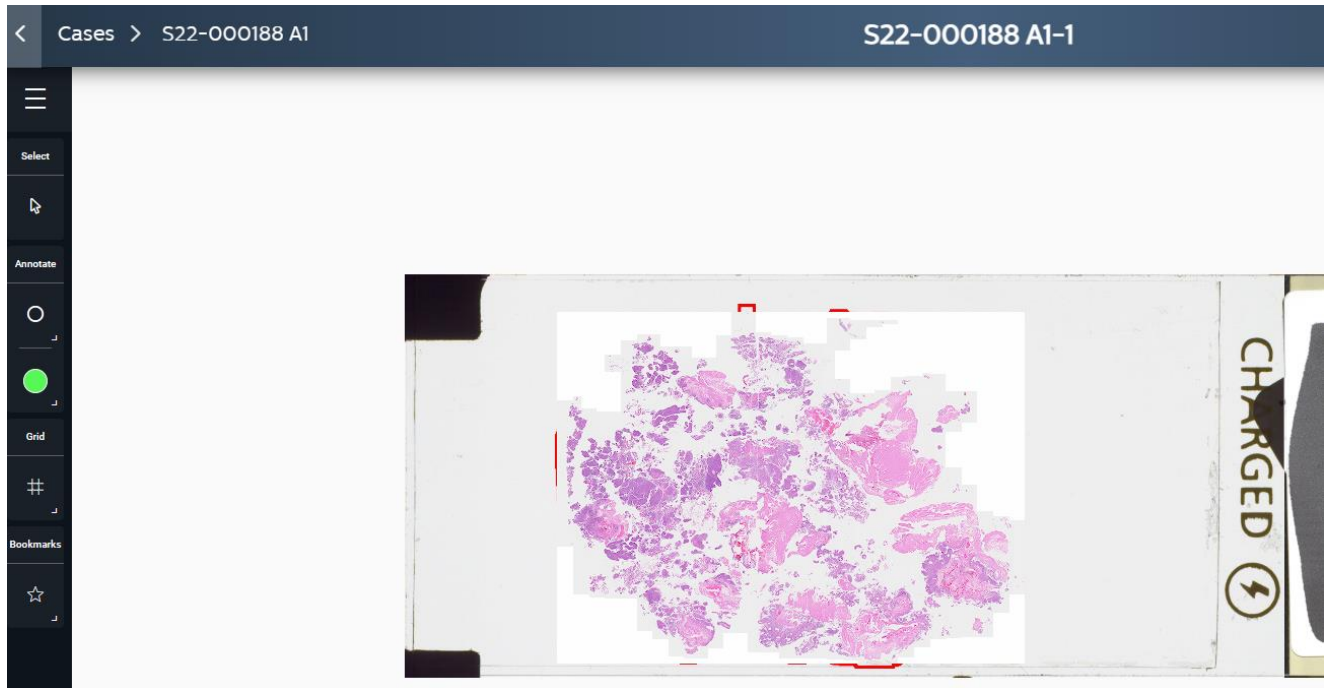 Cases > S22-000188 A1
S22-000188 A1-1
Select
Annotate
Grid
Bookmarks
CHARGED